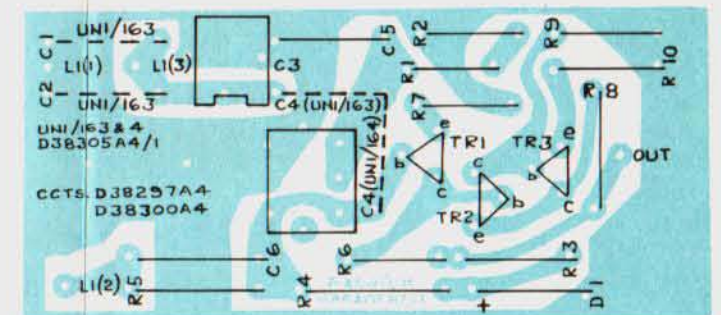 C1
UNI/163
L1(1)
L1(3)
C2
UNI/163
C3
C4(UNI/163)
C4(UNI/164)
C5
R2
R1
R7
R9
R10
R8
UNI/163 & 4
D38305A4/1
CCTS. D38297A4
D38300A4
e
b
c
TR1
c
b
e
TR2
TR3
e
b
c
OUT
L1(2)
R5
C6
R4
R6
+
R3
D1